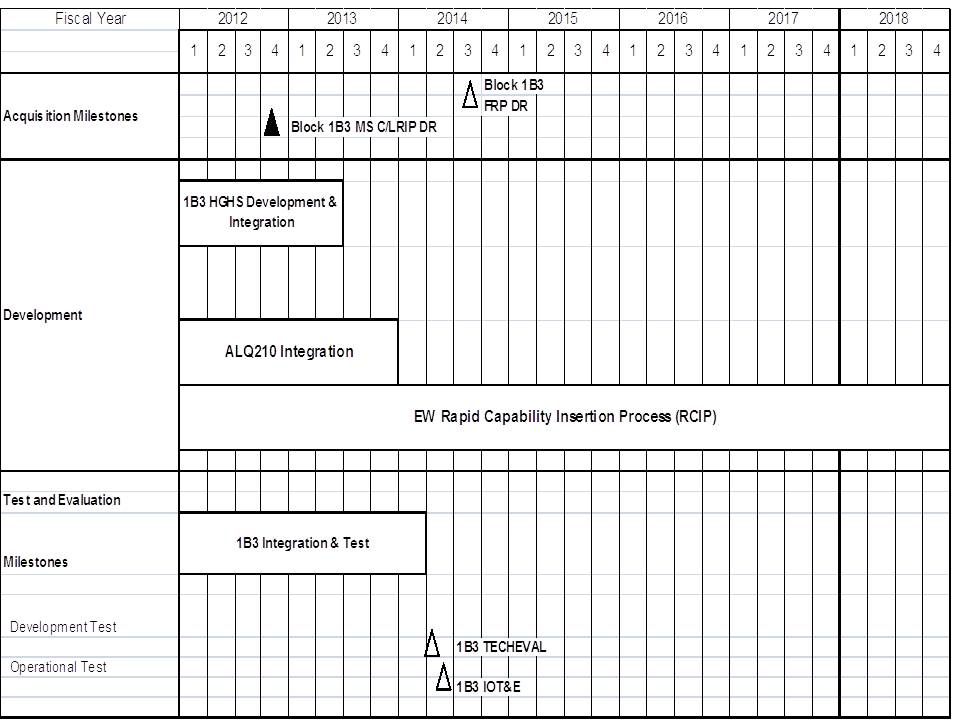 Fiscal Year 2012 2013 2014 2015 2016 2017 2018
1 2 3 4 1 2 3 4 1 2 3 4 1 2 3 4 1 2 3 4 1 2 3 4 1 2 3 4
Block 1B3
FRP DR
Acquisition Milestones
Block 1B3 MS C/LRIP DR
1B3 HGHS Development &
Integration
Development
ALQ210 Integration
EW Rapid Capability Insertion Process (RCIP)
Test and Evaluation
1B3 Integration & Test
Milestones
Development Test
1B3 TECHEVAL
Operational Test
1B3 IOT&E